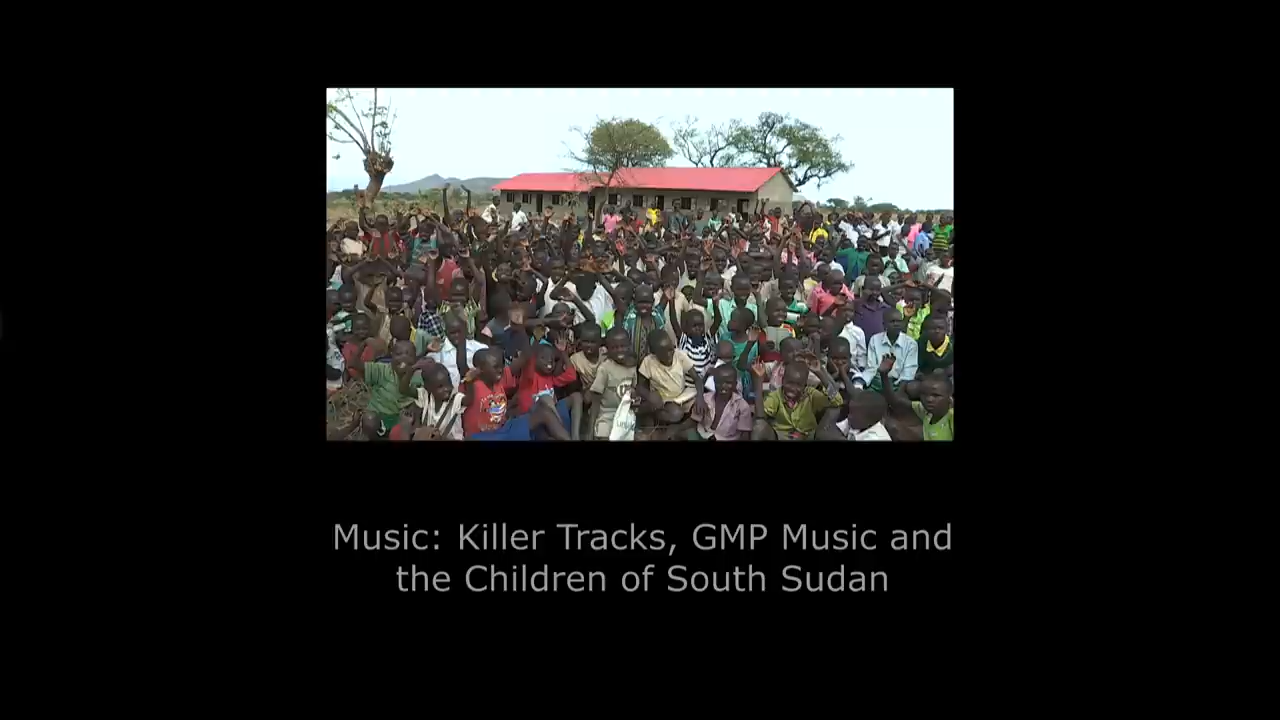 Music: Killer Tracks, GMP Music and
the Children of South Sudan